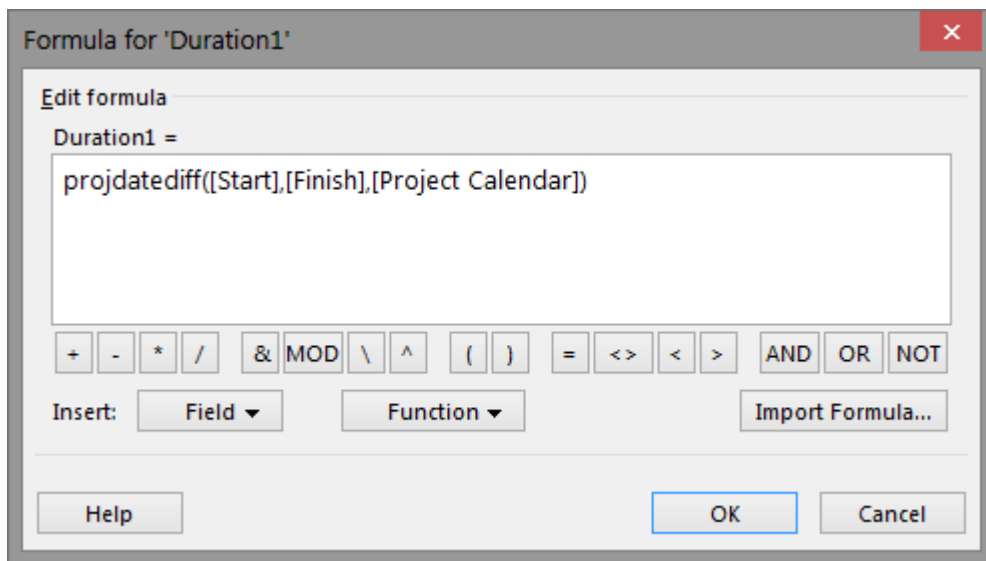 Formula for 'Duration1'
Edit formula
Duration1 =
projdatediff([Start],[Finish],[Project Calendar])
+ - * / & MOD \ ^ ( ) = <> < > AND OR NOT
Insert: Field Function Import Formula...
Help OK Cancel